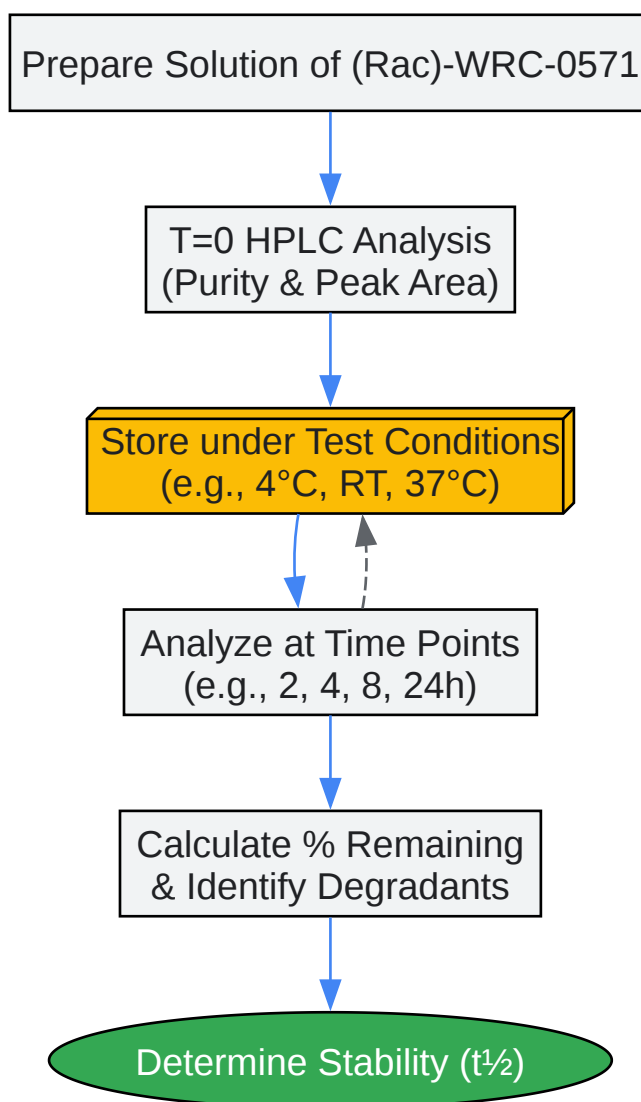 Prepare Solution of (Rac)-WRC-0571
T=0 HPLC Analysis
(Purity & Peak Area)
Store under Test Conditions
(e.g., 4°C, RT, 37°C)
Analyze at Time Points
(e.g., 2, 4, 8, 24h)
Calculate % Remaining
& Identify Degradants
Determine Stability (t½)